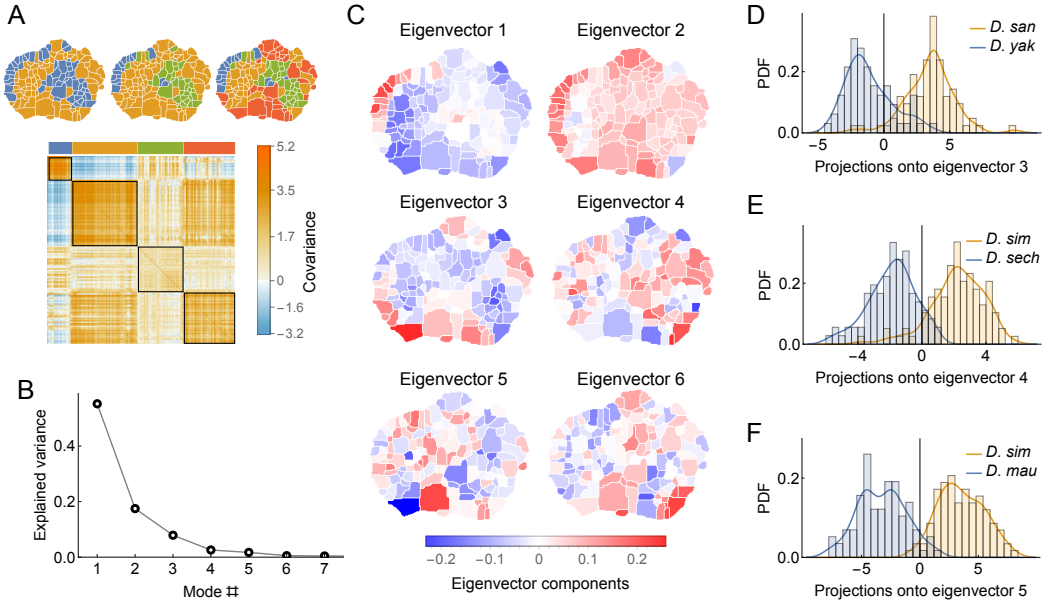 A
5.2
3.5
1.7
0
−1.6
−3.2
Covariance
B
Explained variance
0.4
0.2
0.0
1 2 3 4 5 6 7
Mode #
C
Eigenvector 1
Eigenvector 2
Eigenvector 3
Eigenvector 4
Eigenvector 5
Eigenvector 6
−0.2 −0.1 0 0.1 0.2
Eigenvector components
D
D. san
D. yak
PDF
0.2
0.0
−5 0 5
Projections onto eigenvector 3
E
D. sim
D. sech
PDF
0.2
0.0
−4 0 4
Projections onto eigenvector 4
F
D. sim
D. mau
PDF
0.2
0.0
−5 0 5
Projections onto eigenvector 5